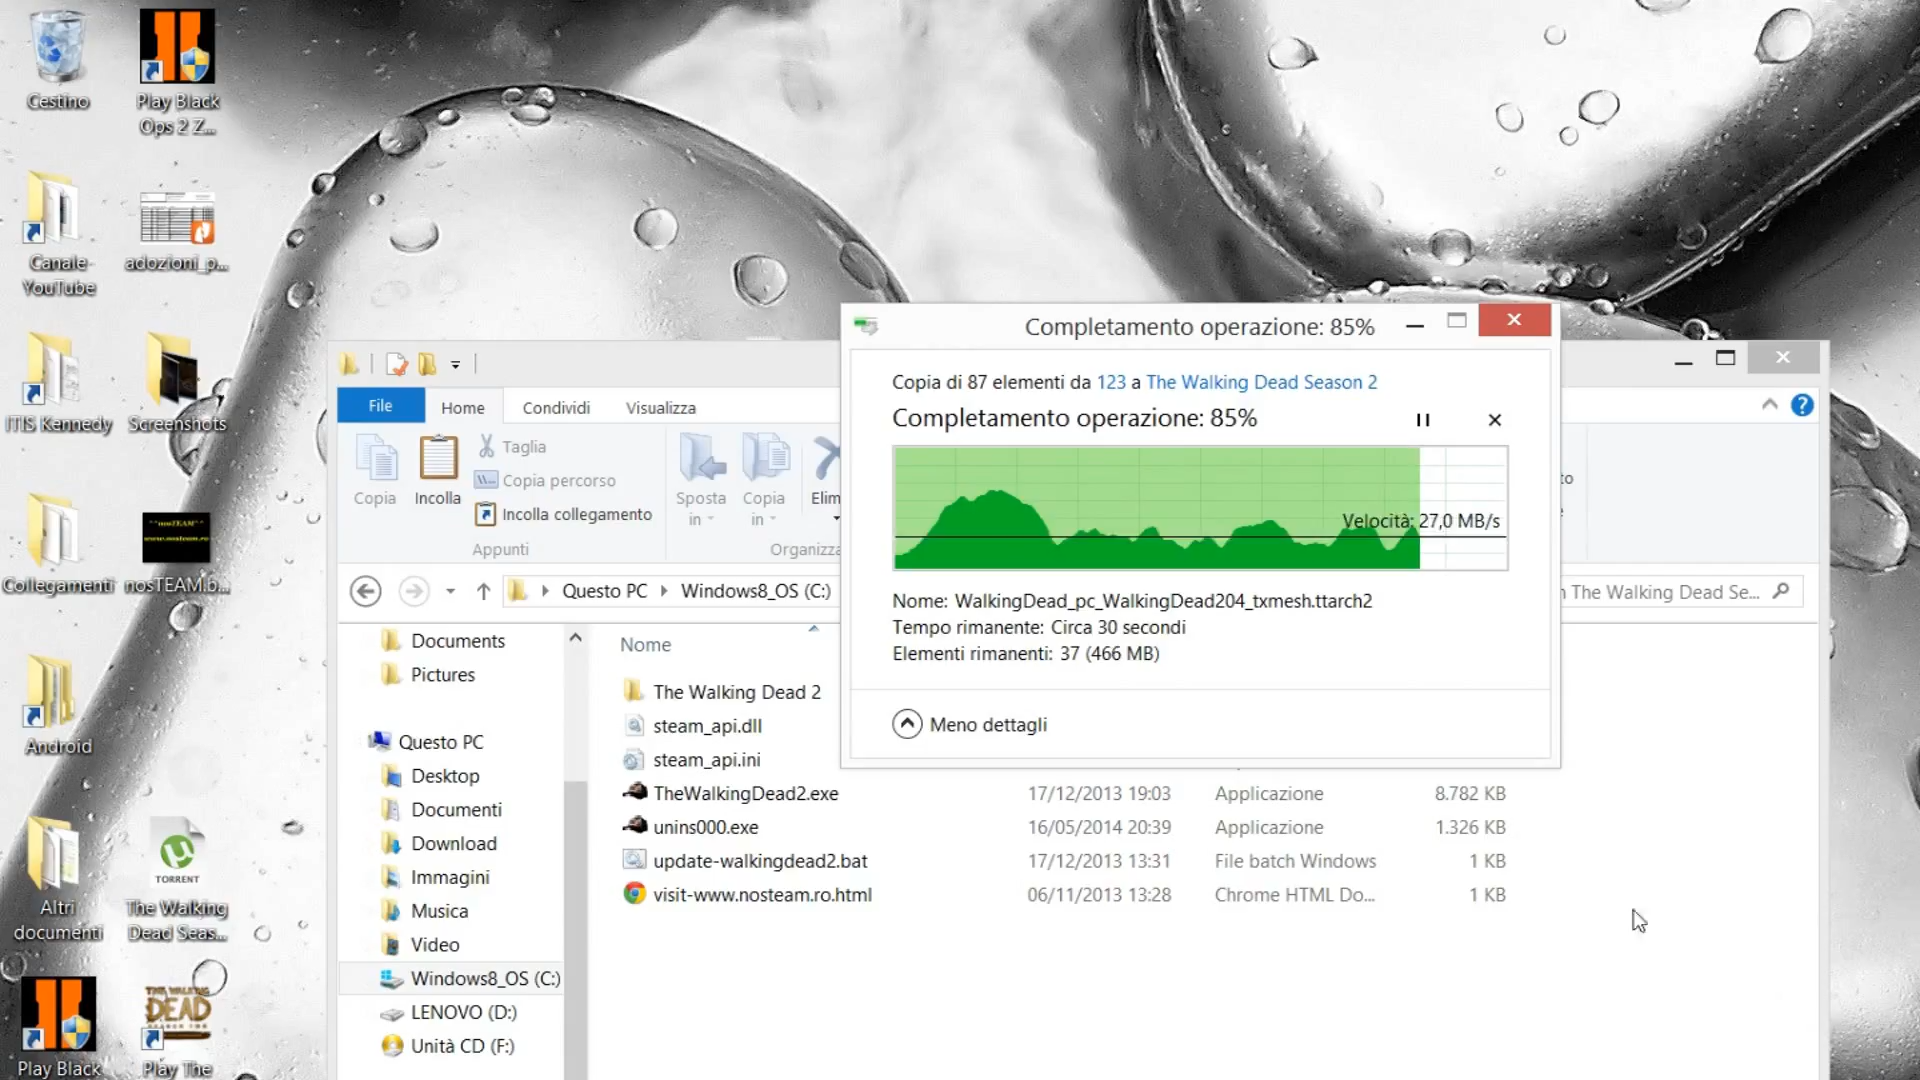 Cestino
Play Black
Ops 2 Z...
Canale
YouTube
adozioni_p...
ITIS Kennedy
Screenshots
Collegamenti
^^nosTEAM^^
www.nosteam.ro
nosTEAM.b...
Android
Altri
documenti
TORRENT
The Walking
Dead Seas...
Play Black
THE WALKING
DEAD
Play The
File
Home
Condividi
Visualizza
Copia
Incolla
Taglia
Copia percorso
Incolla collegamento
Appunti
Sposta
in
Copia
in
Elim
Organizza
Questo PC
Windows8_OS (C:)
The Walking Dead Se...
Documents
Pictures
Questo PC
Desktop
Documenti
Download
Immagini
Musica
Video
Windows8_OS (C:)
LENOVO (D:)
Unità CD (F:)
Nome
The Walking Dead 2
steam_api.dll
steam_api.ini
TheWalkingDead2.exe 17/12/2013 19:03 Applicazione 8.782 KB
unins000.exe 16/05/2014 20:39 Applicazione 1.326 KB
update-walkingdead2.bat 17/12/2013 13:31 File batch Windows 1 KB
visit-www.nosteam.ro.html 06/11/2013 13:28 Chrome HTML Do... 1 KB
Completamento operazione: 85%
Copia di 87 elementi da 123 a The Walking Dead Season 2
Completamento operazione: 85%
Velocità: 27,0 MB/s
Nome: WalkingDead_pc_WalkingDead204_txmesh.ttarch2
Tempo rimanente: Circa 30 secondi
Elementi rimanenti: 37 (466 MB)
Meno dettagli